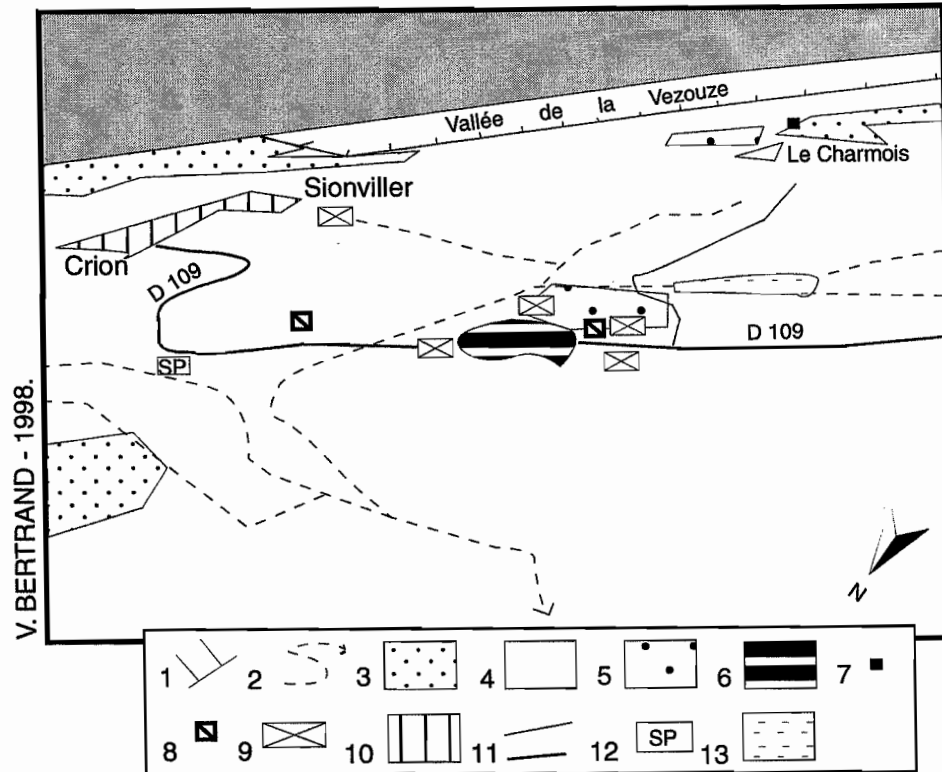 Vallée de la Vezouze
Le Charmois
Sionviller
Crion
D 109
D 109
SP
N
V. BERTRAND - 1998.
1 2 3 4 5 6 7
8 9 10 11 12 SP 13